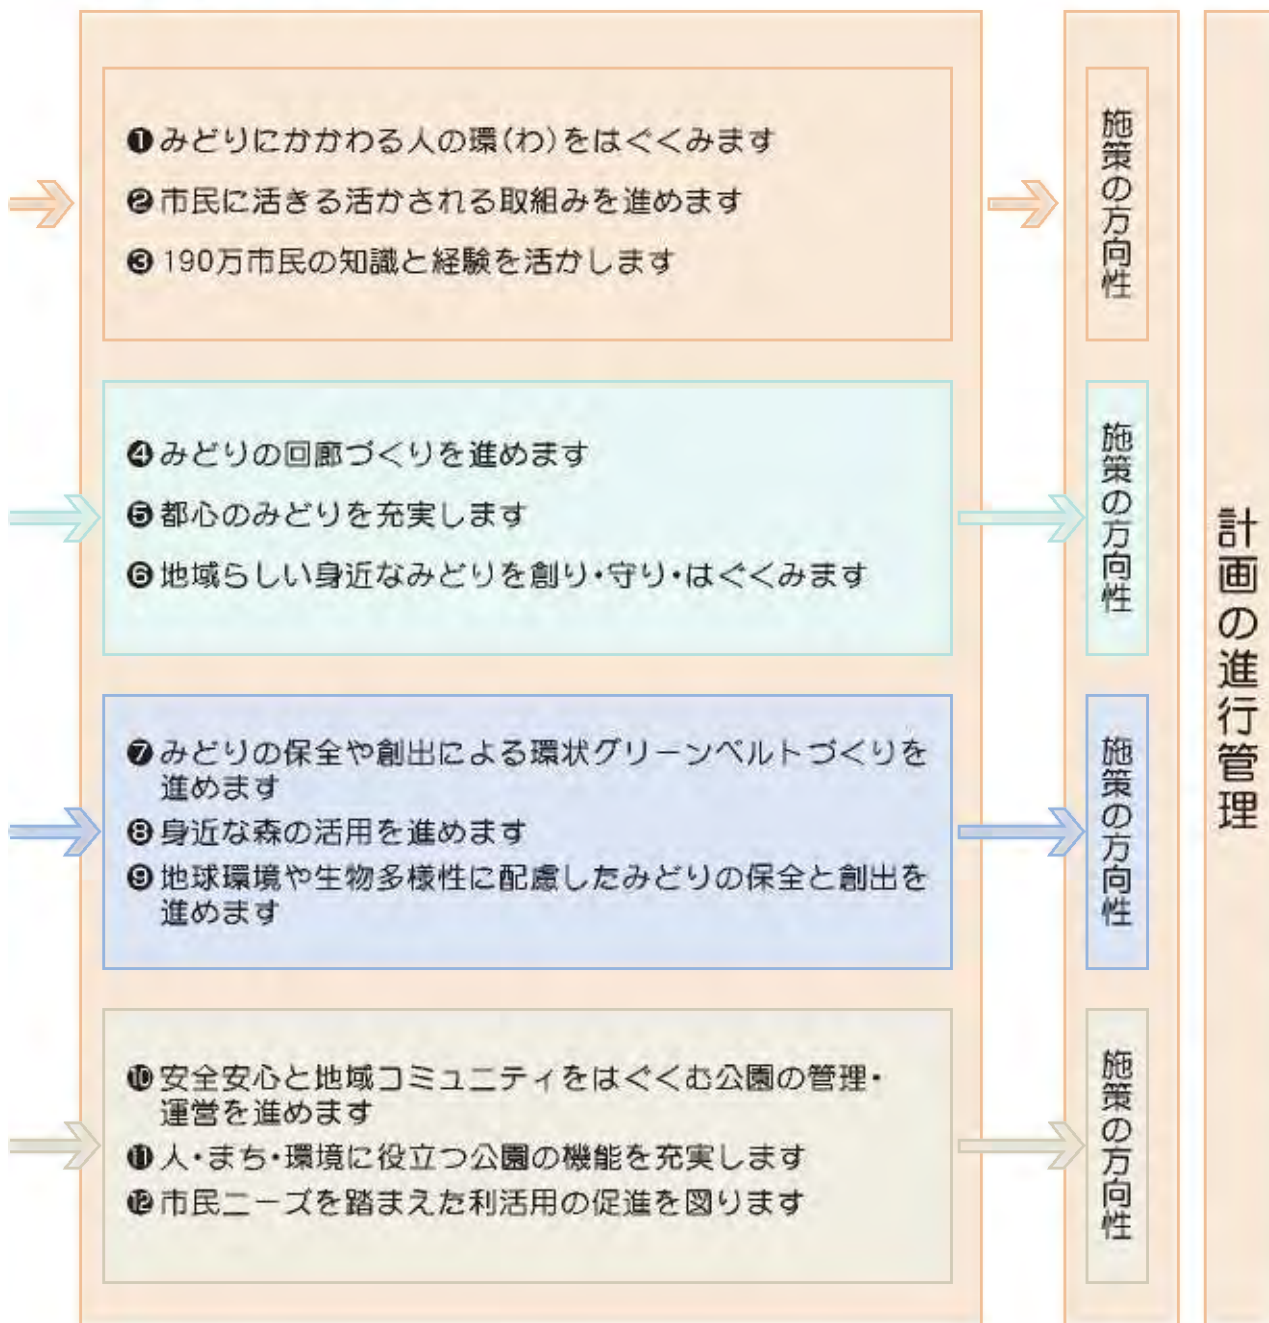 ❶みどりにかかわる人の環(わ)をはぐくみます
❷市民に活きる活かされる取組みを進めます
❸190万市民の知識と経験を活かします
施策の方向性
❹みどりの回廊づくりを進めます
❺都心のみどりを充実します
❻地域らしい身近なみどりを創り・守り・はぐくみます
施策の方向性
❼みどりの保全や創出による環状グリーンベルトづくりを
進めます
❽身近な森の活用を進めます
❾地球環境や生物多様性に配慮したみどりの保全と創出を
進めます
施策の方向性
❿安全安心と地域コミュニティをはぐくむ公園の管理・
運営を進めます
⓫人・まち・環境に役立つ公園の機能を充実します
⓬市民ニーズを踏まえた利活用の促進を図ります
施策の方向性
計画の進行管理